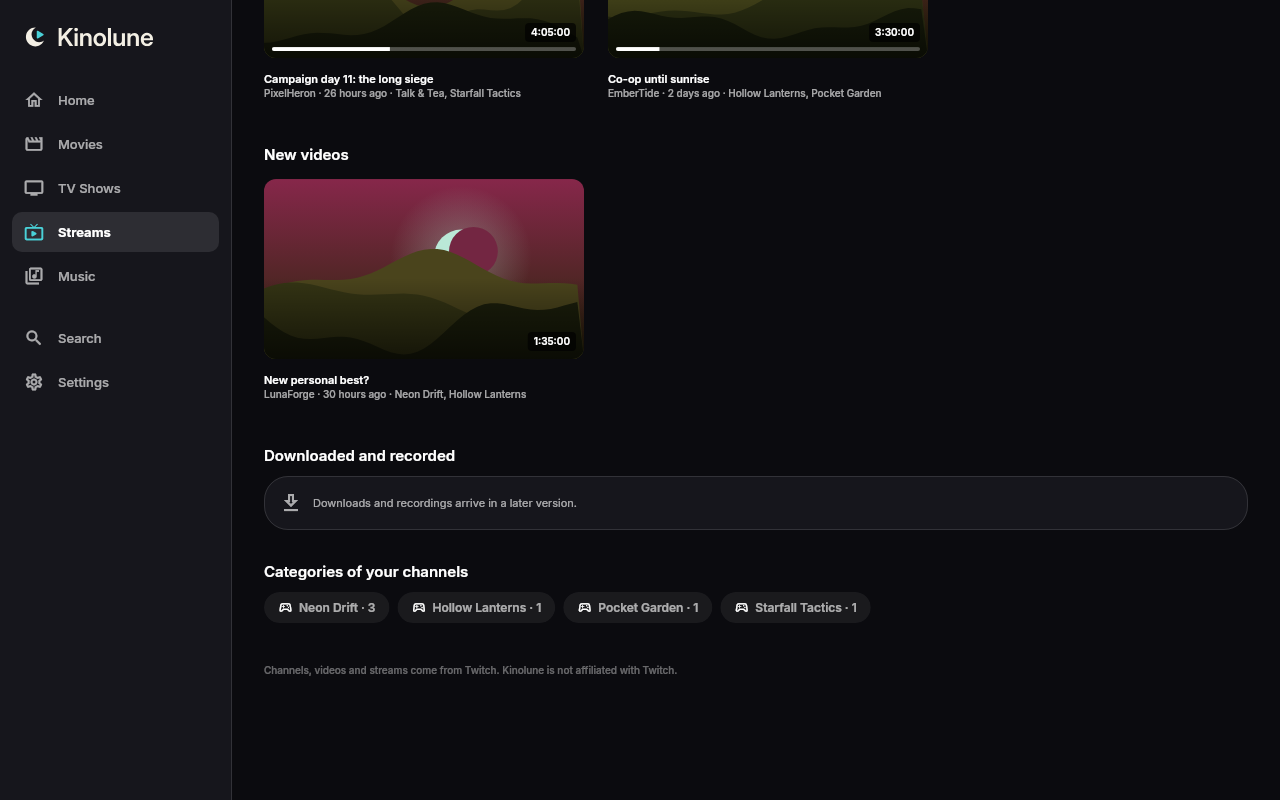 Kinolune
Home
Movies
TV Shows
Streams
Music
Search
Settings
4:05:00
3:30:00
Campaign day 11: the long siege
PixelHeron · 26 hours ago · Talk & Tea, Starfall Tactics
Co-op until sunrise
EmberTide · 2 days ago · Hollow Lanterns, Pocket Garden
New videos
1:35:00
New personal best?
LunaForge · 30 hours ago · Neon Drift, Hollow Lanterns
Downloaded and recorded
Downloads and recordings arrive in a later version.
Categories of your channels
Neon Drift · 3
Hollow Lanterns · 1
Pocket Garden · 1
Starfall Tactics · 1
Channels, videos and streams come from Twitch. Kinolune is not affiliated with Twitch.